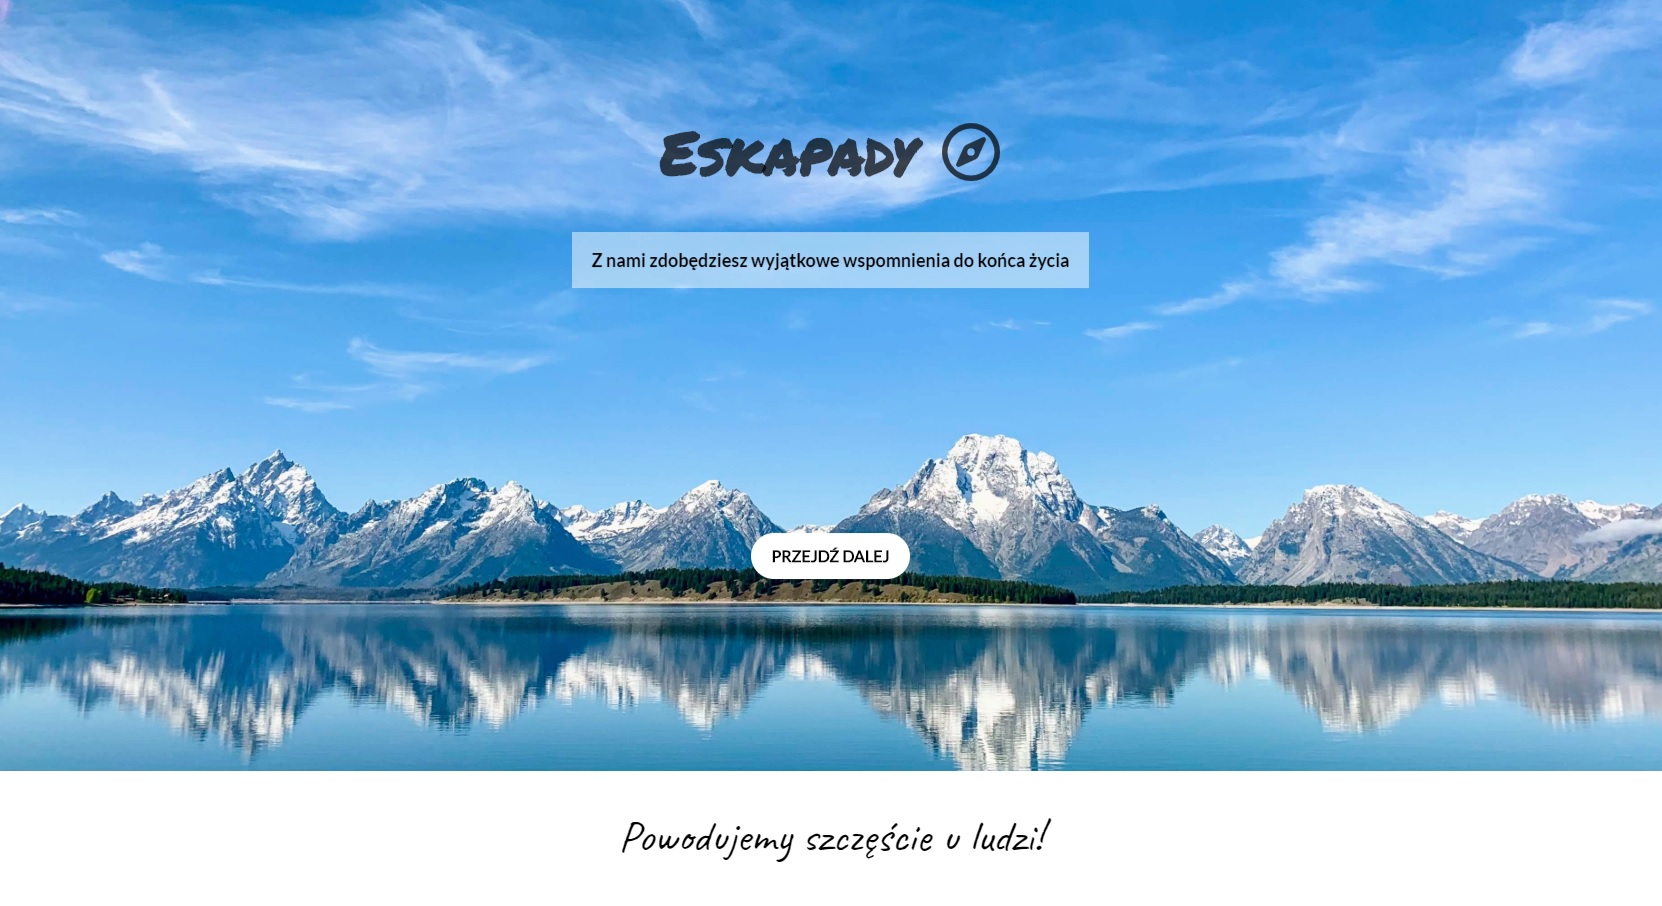 Eskapady
Z nami zdobędziesz wyjątkowe wspomnienia do końca życia
PRZEJDŹ DALEJ
Powodujemy szczęście u ludzi!